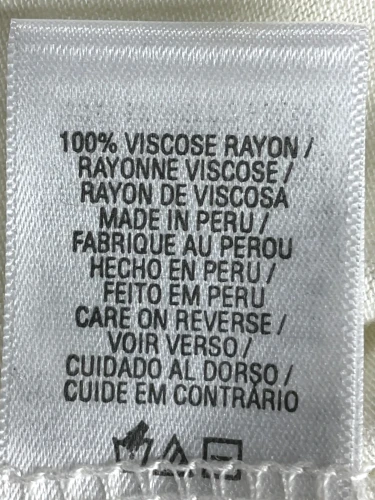 100% VISCOSE RAYON /
RAYONNE VISCOSE /
RAYON DE VISCOSA
MADE IN PERU /
FABRIQUE AU PEROU
HECHO EN PERU /
FEITO EM PERU
CARE ON REVERSE /
VOIR VERSO /
CUIDADO AL DORSO /
CUIDE EM CONTRÁRIO